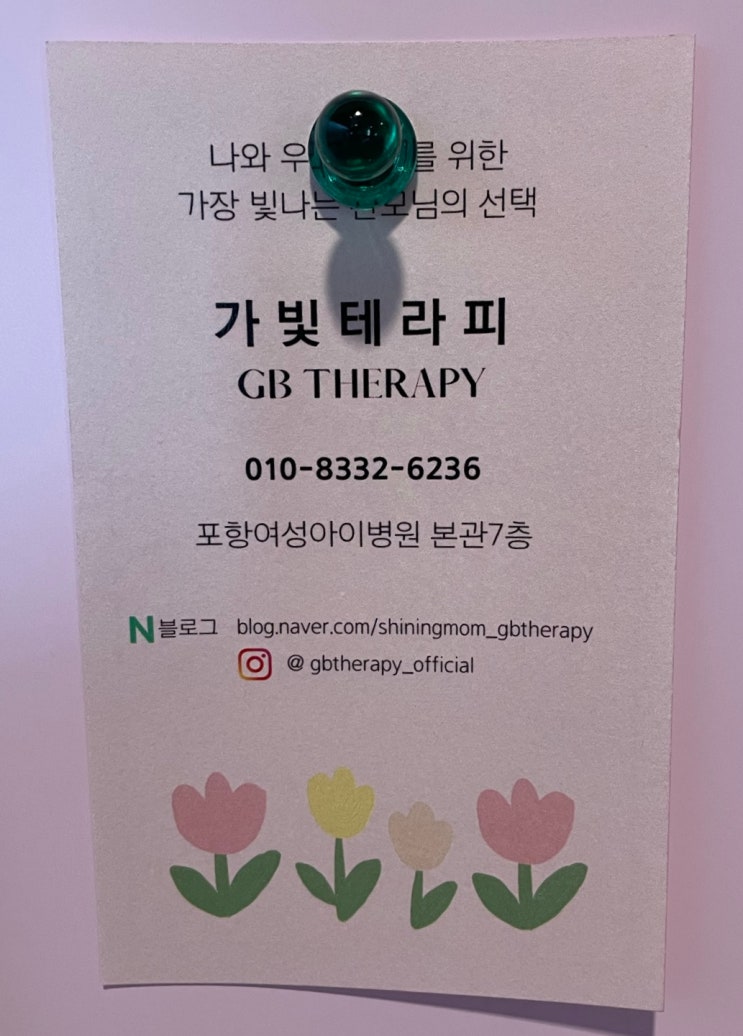 나와 를 위한
가장 빛나는 선택
가빛테라피
GB THERAPY
010-8332-6236
포항여성아이병원 본관7층
N블로그 blog.naver.com/shiningmom_gbtherapy
@ gbtherapy_official